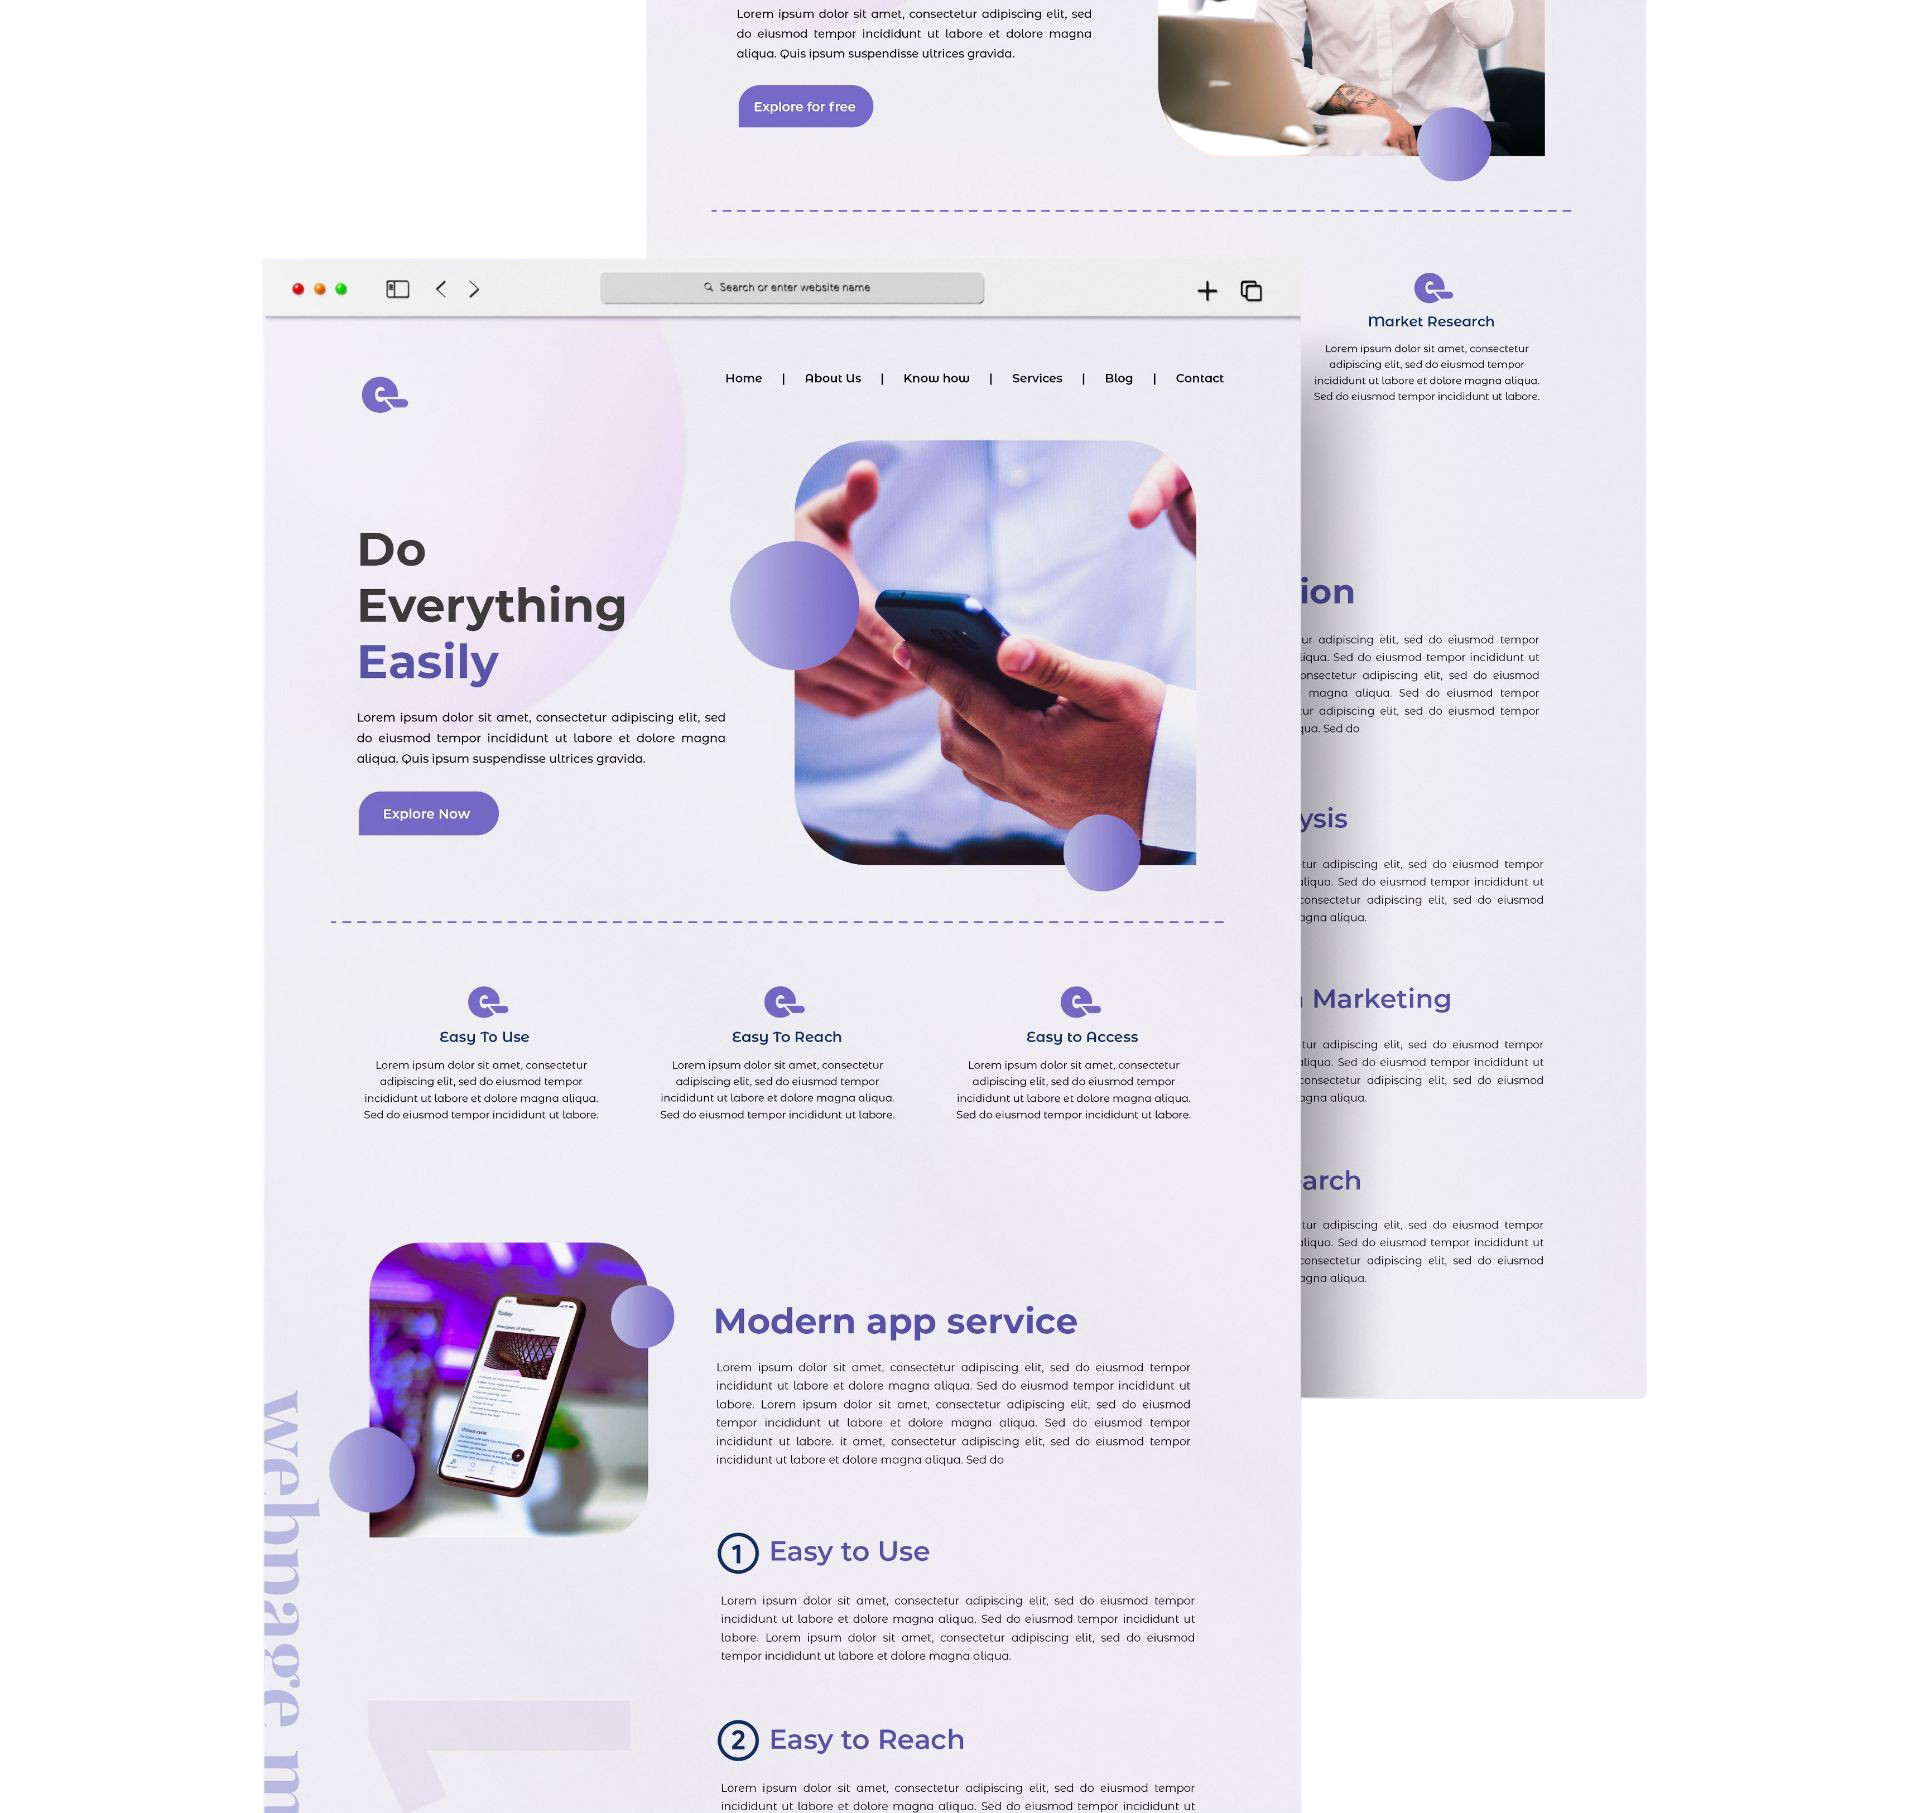 Lorem ipsum dolor sit amet, consectetur adipiscing elit, sed
do eiusmod tempor incididunt ut labore et dolore magna
aliqua. Quis ipsum suspendisse ultrices gravida.
Explore for free
Market Research
Lorem ipsum dolor sit amet, consectetur
adipiscing elit, sed do eiusmod tempor
incididunt ut labore et dolore magna aliqua.
Sed do eiusmod tempor incididunt ut labore.
ion
ur adipiscing elit, sed do eiusmod tempor
liqua. Sed do eiusmod tempor incididunt ut
onsectetur adipiscing elit, sed do eiusmod
magna aliqua. Sed do eiusmod tempor
tur adipiscing elit, sed do eiusmod tempor
qua. Sed do
ysis
tur adipiscing elit, sed do eiusmod tempor
aliqua. Sed do eiusmod tempor incididunt ut
consectetur adipiscing elit, sed do eiusmod
agna aliqua.
Marketing
tur adipiscing elit, sed do eiusmod tempor
aliqua. Sed do eiusmod tempor incididunt ut
consectetur adipiscing elit, sed do eiusmod
agna aliqua.
arch
tur adipiscing elit, sed do eiusmod tempor
aliqua. Sed do eiusmod tempor incididunt ut
consectetur adipiscing elit, sed do eiusmod
agna aliqua.
Search or enter website name
Home | About Us | Know how | Services | Blog | Contact
Do
Everything
Easily
Lorem ipsum dolor sit amet, consectetur adipiscing elit, sed
do eiusmod tempor incididunt ut labore et dolore magna
aliqua. Quis ipsum suspendisse ultrices gravida.
Explore Now
Easy To Use
Lorem ipsum dolor sit amet, consectetur
adipiscing elit, sed do eiusmod tempor
incididunt ut labore et dolore magna aliqua.
Sed do eiusmod tempor incididunt ut labore.
Easy To Reach
Lorem ipsum dolor sit amet, consectetur
adipiscing elit, sed do eiusmod tempor
incididunt ut labore et dolore magna aliqua.
Sed do eiusmod tempor incididunt ut labore.
Easy to Access
Lorem ipsum dolor sit amet, consectetur
adipiscing elit, sed do eiusmod tempor
incididunt ut labore et dolore magna aliqua.
Sed do eiusmod tempor incididunt ut labore.
Today
Principles of design
Modern app service
Lorem ipsum dolor sit amet, consectetur adipiscing elit, sed do eiusmod tempor
incididunt ut labore et dolore magna aliqua. Sed do eiusmod tempor incididunt ut
labore. Lorem ipsum dolor sit amet, consectetur adipiscing elit, sed do eiusmod
tempor incididunt ut labore et dolore magna aliqua. Sed do eiusmod tempor
incididunt ut labore. it amet, consectetur adipiscing elit, sed do eiusmod tempor
incididunt ut labore et dolore magna aliqua. Sed do
webpage m
1 Easy to Use
Lorem ipsum dolor sit amet, consectetur adipiscing elit, sed do eiusmod tempor
incididunt ut labore et dolore magna aliqua. Sed do eiusmod tempor incididunt ut
labore. Lorem ipsum dolor sit amet, consectetur adipiscing elit, sed do eiusmod
tempor incididunt ut labore et dolore magna aliqua.
2 Easy to Reach
Lorem ipsum dolor sit amet, consectetur adipiscing elit, sed do eiusmod tempor
incididunt ut labore et dolore magna aliqua. Sed do eiusmod tempor incididunt ut